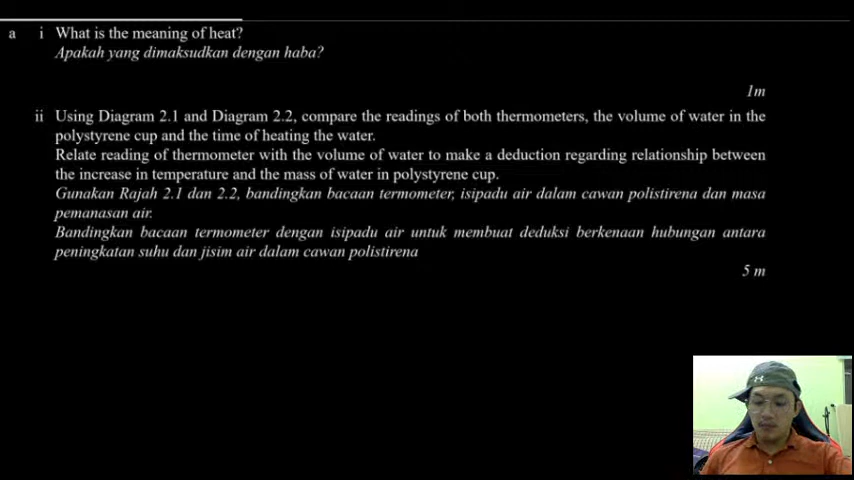 a i What is the meaning of heat?
Apakah yang dimaksudkan dengan haba?
1m
ii Using Diagram 2.1 and Diagram 2.2, compare the readings of both thermometers, the volume of water in the
polystyrene cup and the time of heating the water.
Relate reading of thermometer with the volume of water to make a deduction regarding relationship between
the increase in temperature and the mass of water in polystyrene cup.
Gunakan Rajah 2.1 dan 2.2, bandingkan bacaan termometer, isipadu air dalam cawan polistirena dan masa
pemanasan air.
Bandingkan bacaan termometer dengan isipadu air untuk membuat deduksi berkenaan hubungan antara
peningkatan suhu dan jisim air dalam cawan polistirena
5 m